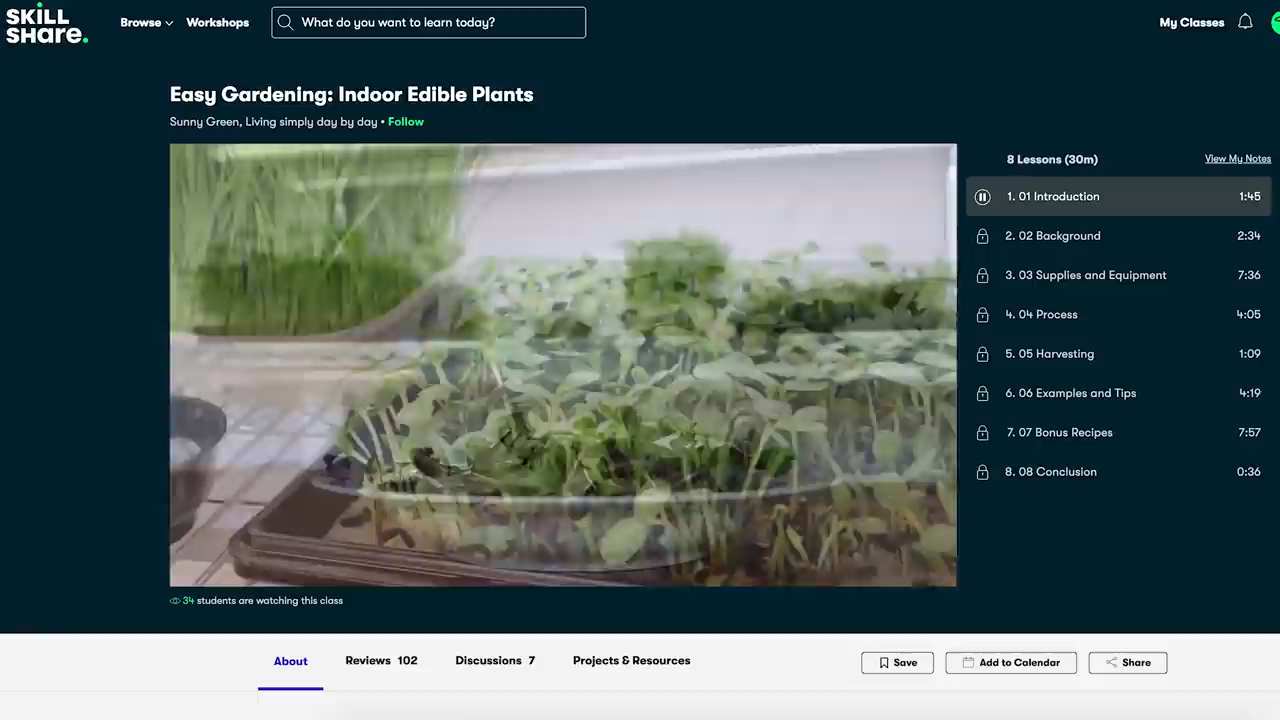 SKiLL
SHare.
Browse
Workshops
What do you want to learn today?
My Classes
Easy Gardening: Indoor Edible Plants
Sunny Green, Living simply day by day • Follow
8 Lessons (30m)
View My Notes
1. 01 Introduction 1:45
2. 02 Background 2:34
3. 03 Supplies and Equipment 7:36
4. 04 Process 4:05
5. 05 Harvesting 1:09
6. 06 Examples and Tips 4:19
7. 07 Bonus Recipes 7:57
8. 08 Conclusion 0:36
34 students are watching this class
About
Reviews 102
Discussions 7
Projects & Resources
Save
Add to Calendar
Share